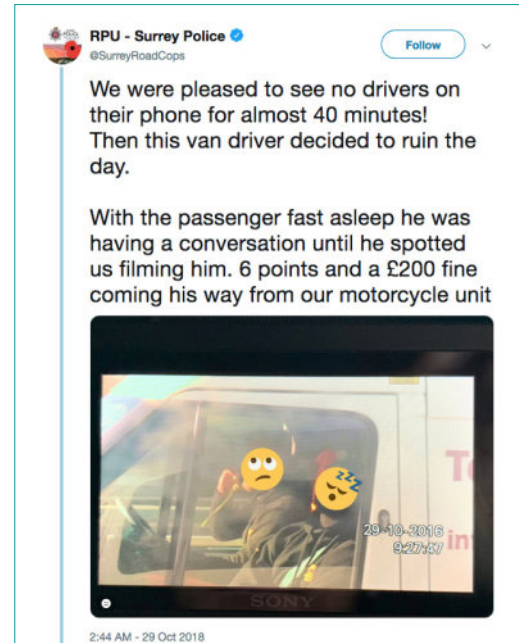 RPU - Surrey Police
@SurreyRoadCops
Follow
We were pleased to see no drivers on
their phone for almost 40 minutes!
Then this van driver decided to ruin the
day.
With the passenger fast asleep he was
having a conversation until he spotted
us filming him. 6 points and a £200 fine
coming his way from our motorcycle unit
T
29-10-2016
in
9:27:47
SONY
2:44 AM - 29 Oct 2018